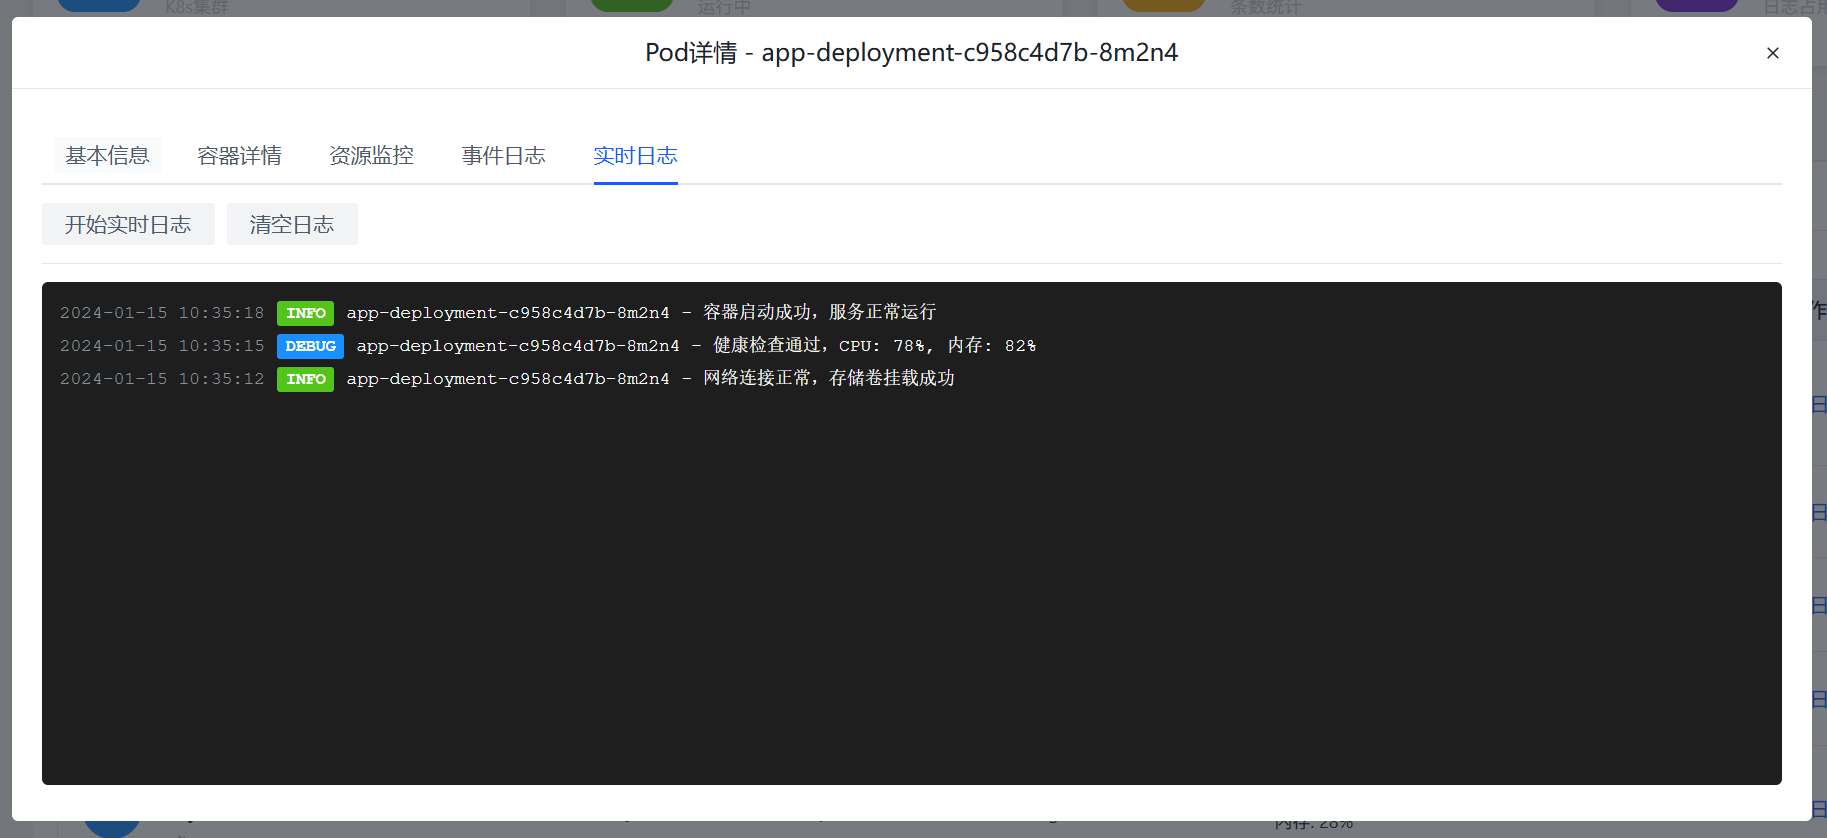 K8s集群
运行中
条数统计
日志占用
Pod详情 - app-deployment-c958c4d7b-8m2n4
×
基本信息 容器详情 资源监控 事件日志 实时日志
开始实时日志 清空日志
2024-01-15 10:35:18 INFO app-deployment-c958c4d7b-8m2n4 - 容器启动成功，服务正常运行
2024-01-15 10:35:15 DEBUG app-deployment-c958c4d7b-8m2n4 - 健康检查通过，CPU: 78%, 内存: 82%
2024-01-15 10:35:12 INFO app-deployment-c958c4d7b-8m2n4 - 网络连接正常，存储卷挂载成功
作
日
日
日
日
日
内存: 28%